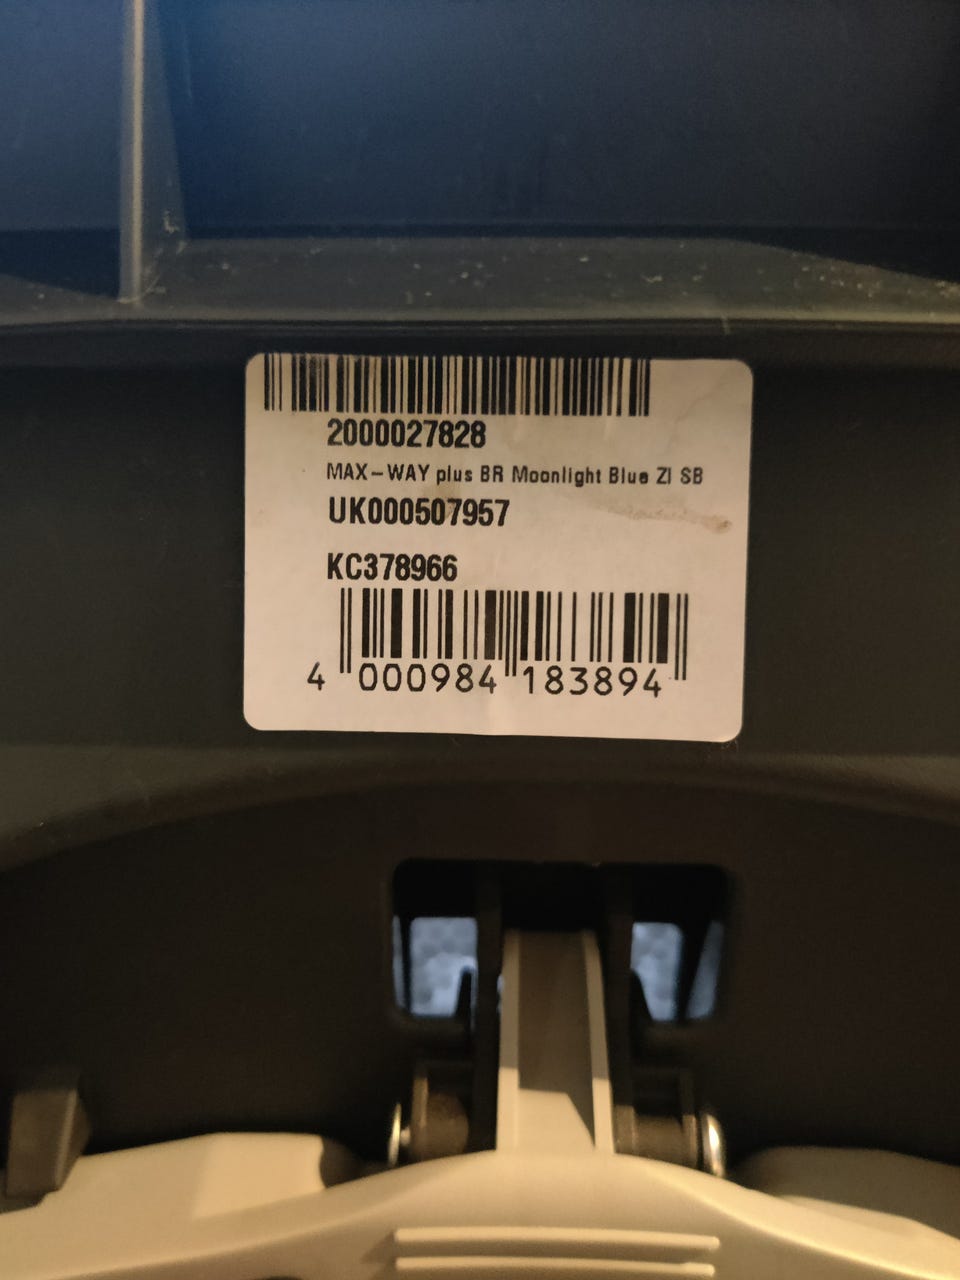 2000027828
MAX-WAY plus BR Moonlight Blue ZI SB
UK000507957
KC378966
4 000984 183894